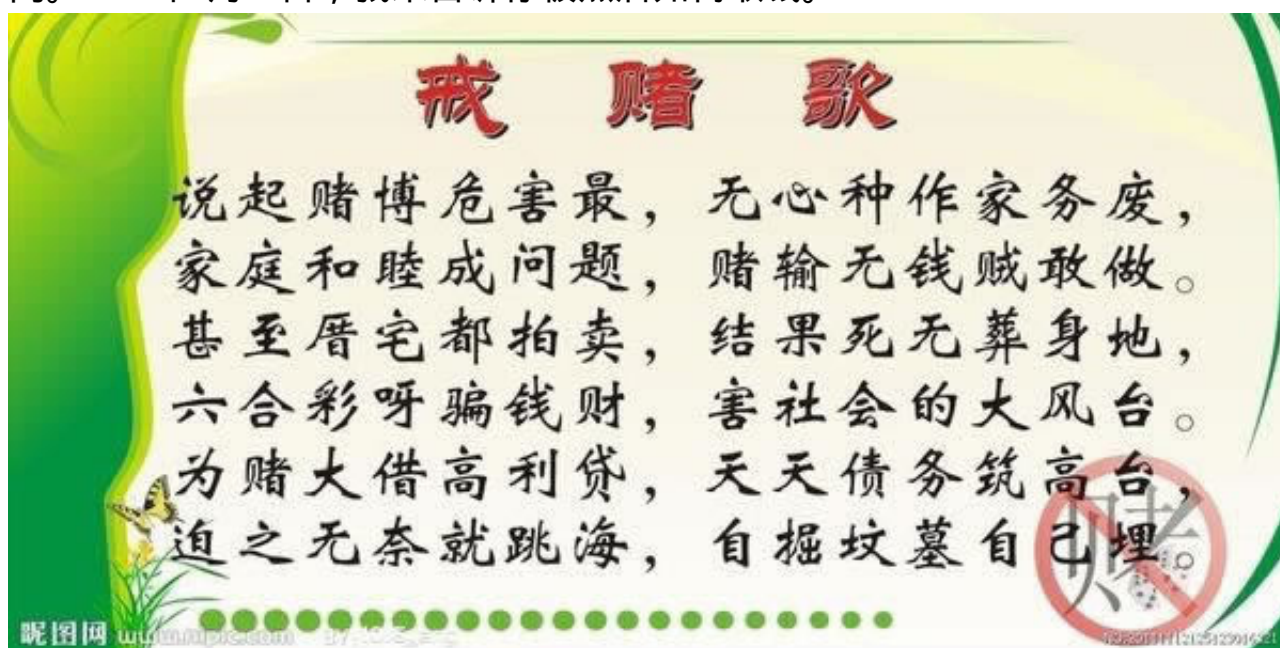 戒赌歌
说起赌博危害最,无心种作家务废,
家庭和睦成问题,赌输无钱贼敢做。
甚至厝宅都拍卖,结果死无葬身地,
六合彩呀骗钱财,害社会的大风台。
为赌大借高利贷,天天债务筑高台,
迫之无奈就跳海,自掘坟墓自己埋。
赌
昵图网 www.nipic.com